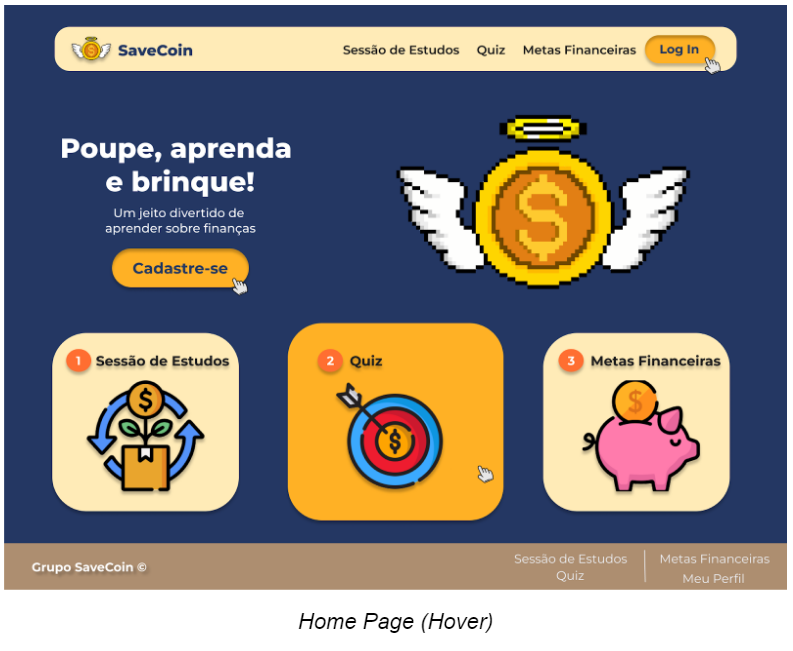 SaveCoin
Sessão de Estudos
Quiz
Metas Financeiras
Log In
Poupe, aprenda
e brinque!
Um jeito divertido de
aprender sobre finanças
Cadastre-se
1 Sessão de Estudos
2 Quiz
3 Metas Financeiras
Grupo SaveCoin ©
Sessão de Estudos
Quiz
Metas Financeiras
Meu Perfil
Home Page (Hover)